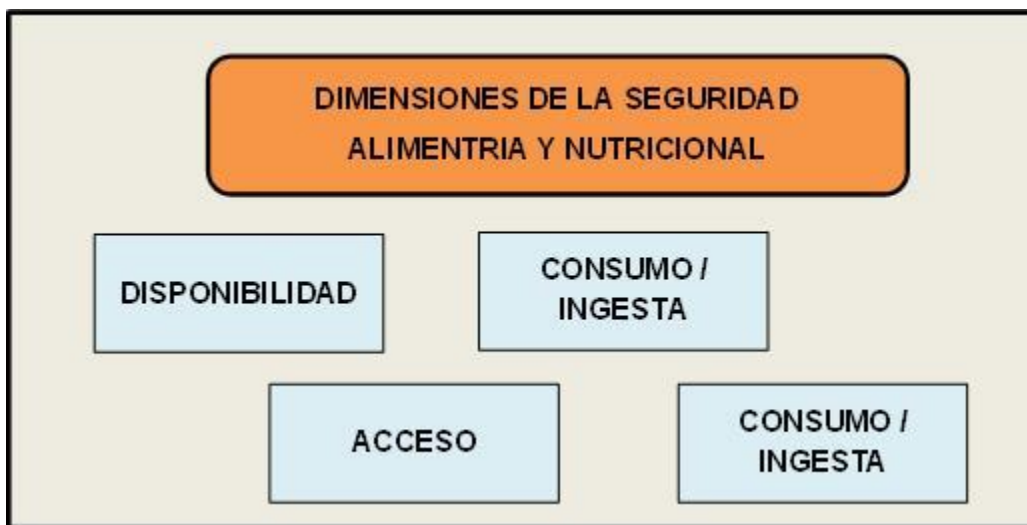 DIMENSIONES DE LA SEGURIDAD
ALIMENTRIA Y NUTRICIONAL
DISPONIBILIDAD
CONSUMO /
INGESTA
ACCESO
CONSUMO /
INGESTA